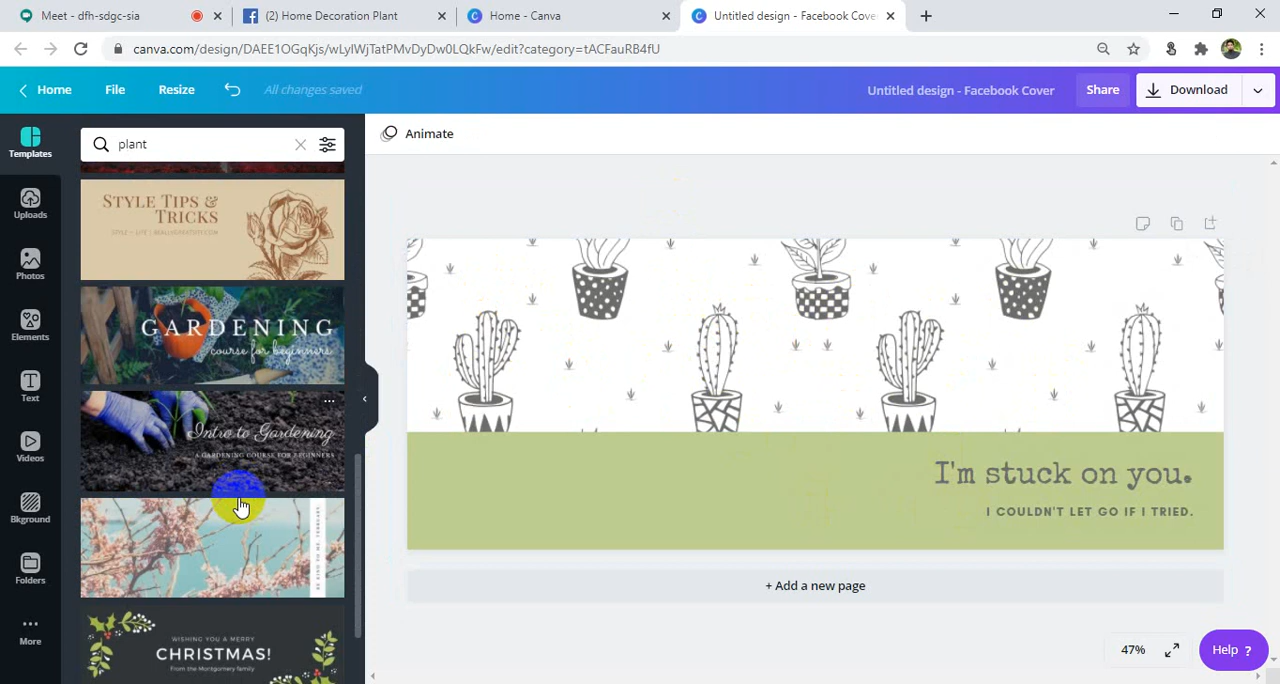 Meet - dfh-sdgc-sia
(2) Home Decoration Plant
Home - Canva
Untitled design - Facebook Cove
canva.com/design/DAEE1OGqKjs/wLyIWjTatPMvDyDw0LQkFw/edit?category=tACFauRB4fU
Home
File
Resize
All changes saved
Untitled design - Facebook Cover
Share
Download
Templates
Uploads
Photos
Elements
Text
Videos
Bkground
Folders
More
plant
STYLE TIPS &
TRICKS
GARDENING
course for beginners
Intro to Gardening
A GARDENING COURSE FOR BEGINNERS
WISHING YOU A MERRY
CHRISTMAS!
From the Montgomery family
Animate
I'm stuck on you.
I COULDN'T LET GO IF I TRIED.
+ Add a new page
47%
Help ?